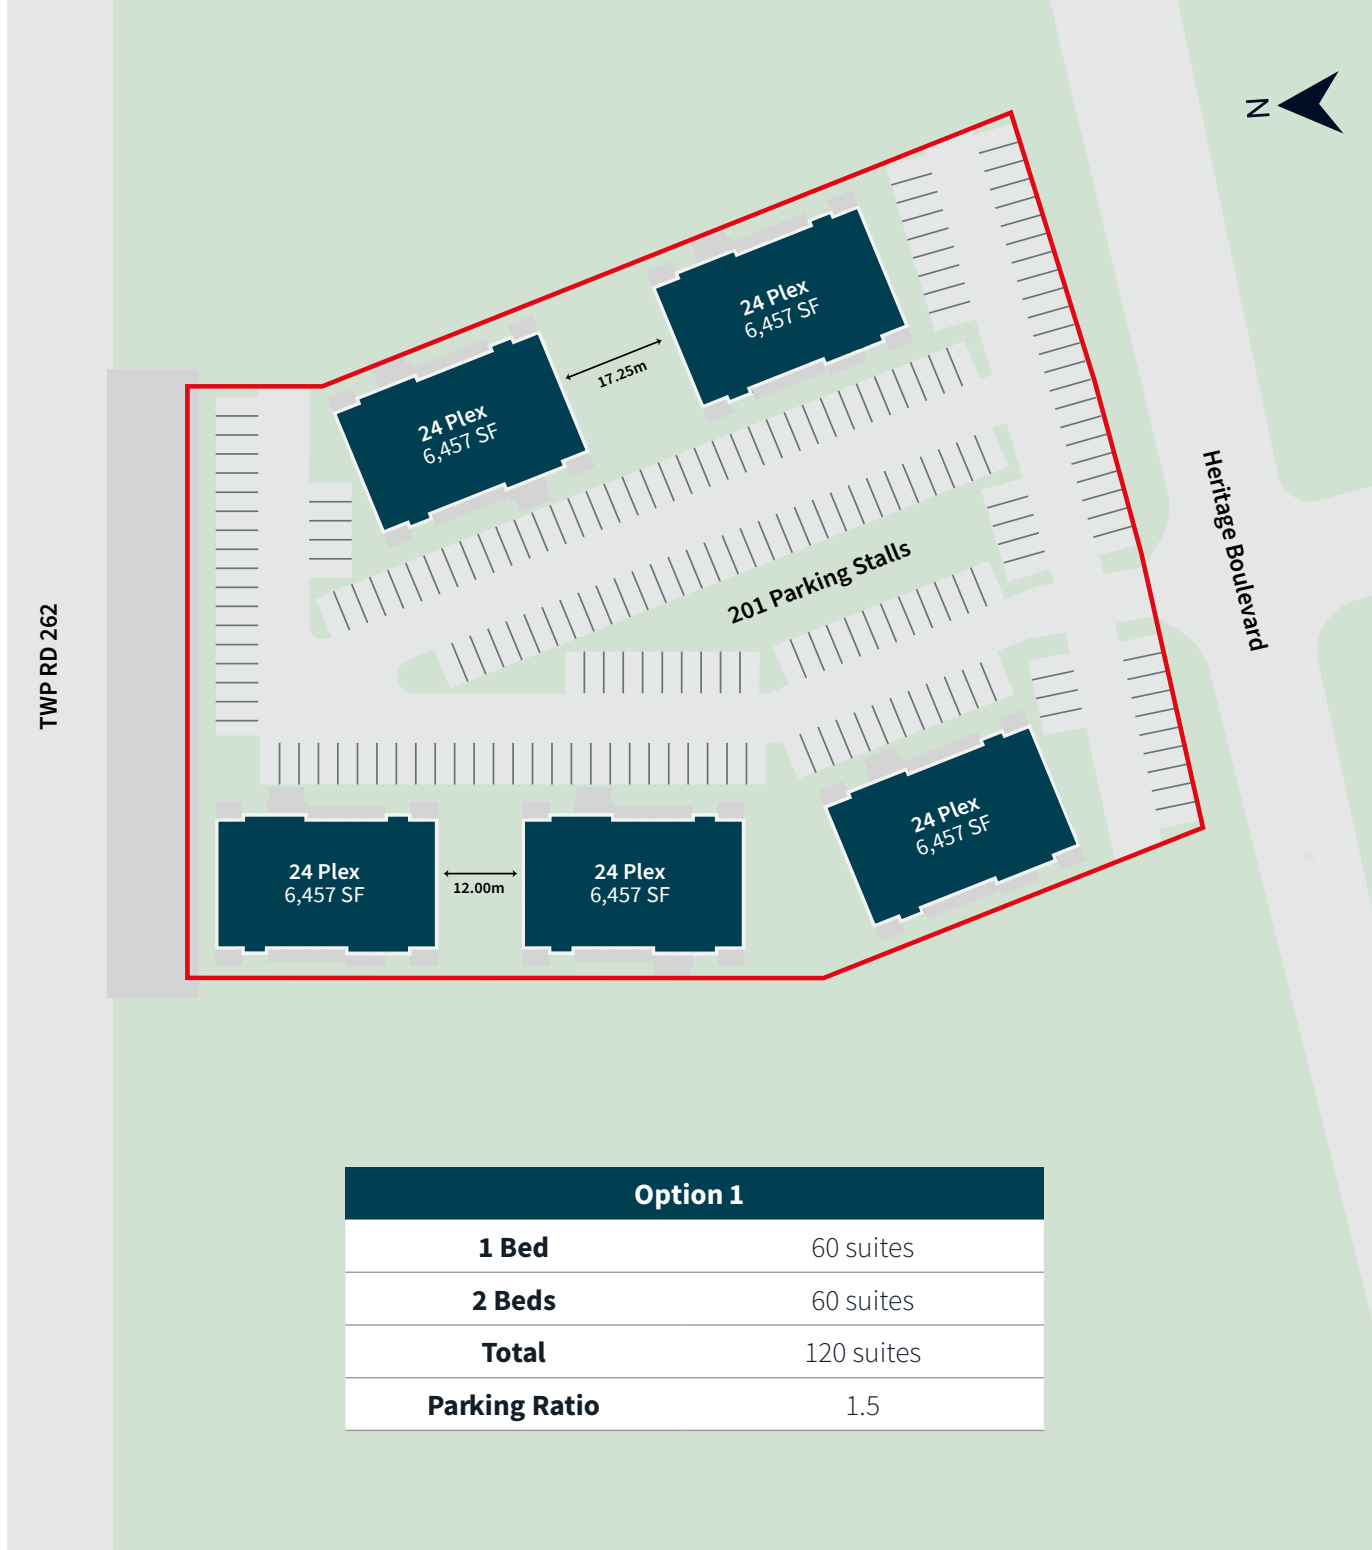 N
24 Plex
6,457 SF
17.25m
24 Plex
6,457 SF
Heritage Boulevard
201 Parking Stalls
TWP RD 262
24 Plex
6,457 SF
24 Plex
6,457 SF
12.00m
24 Plex
6,457 SF
Option 1
1 Bed 60 suites
2 Beds 60 suites
Total 120 suites
Parking Ratio 1.5